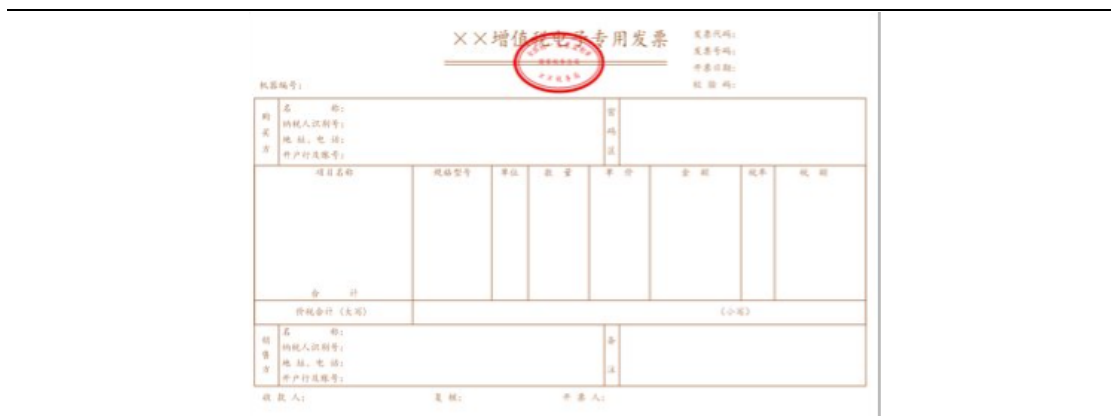 ××增值税电子专用发票
发票代码:
发票号码:
开票日期:
校验码:
机器编号:
购买方
名称:
纳税人识别号:
地址、电话:
开户行及账号:
密码区
项目名称 规格型号 单位 数量 单价 金额 税率 税额
合计
价税合计(大写) (小写)
销售方
名称:
纳税人识别号:
地址、电话:
开户行及账号:
备注
收款人: 复核: 开票人: